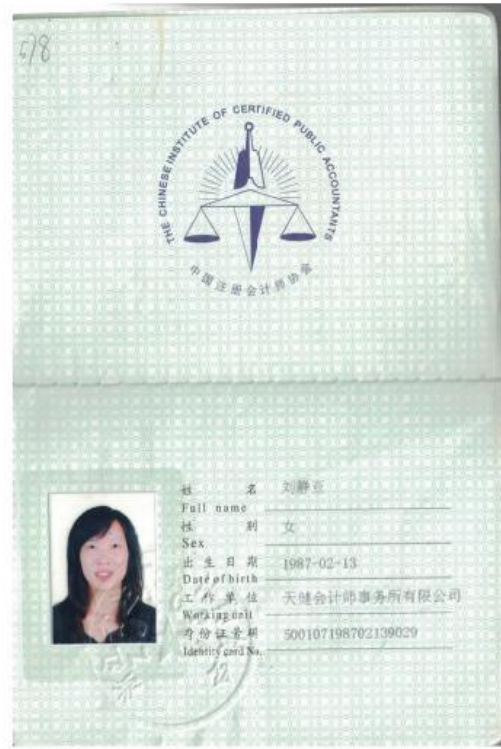 578
THE CHINESE INSTITUTE OF CERTIFIED PUBLIC ACCOUNTANTS
中国注册会计师协会
姓 名 刘静
Full name
性 别 女
Sex
出生日期 1987-02-13
Date of birth
工作单位 天健会计师事务所有限公司
Working unit
身份证号码 500107198702139029
Identity card No.